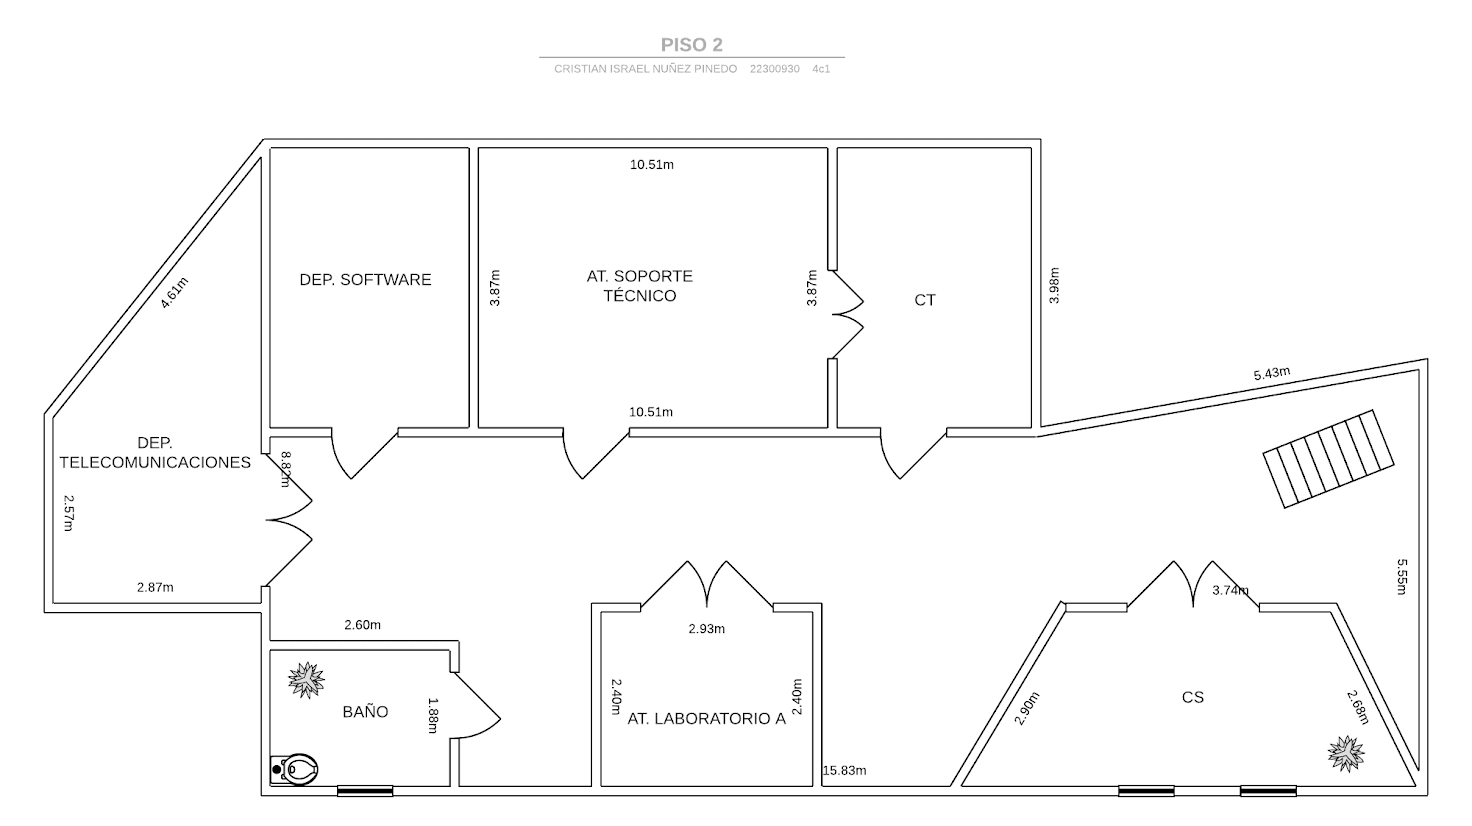 PISO 2
CRISTIAN ISRAEL NUÑEZ PINEDO 22300930 4c1
10.51m
4.61m
DEP. SOFTWARE
3.87m
AT. SOPORTE
TÉCNICO
3.87m
CT
3.98m
5.43m
10.51m
DEP.
TELECOMUNICACIONES
8.82m
2.57m
2.87m
5.55m
3.74m
2.60m
2.93m
BAÑO
1.88m
2.40m
AT. LABORATORIO A
2.40m
2.90m
CS
2.68m
15.83m